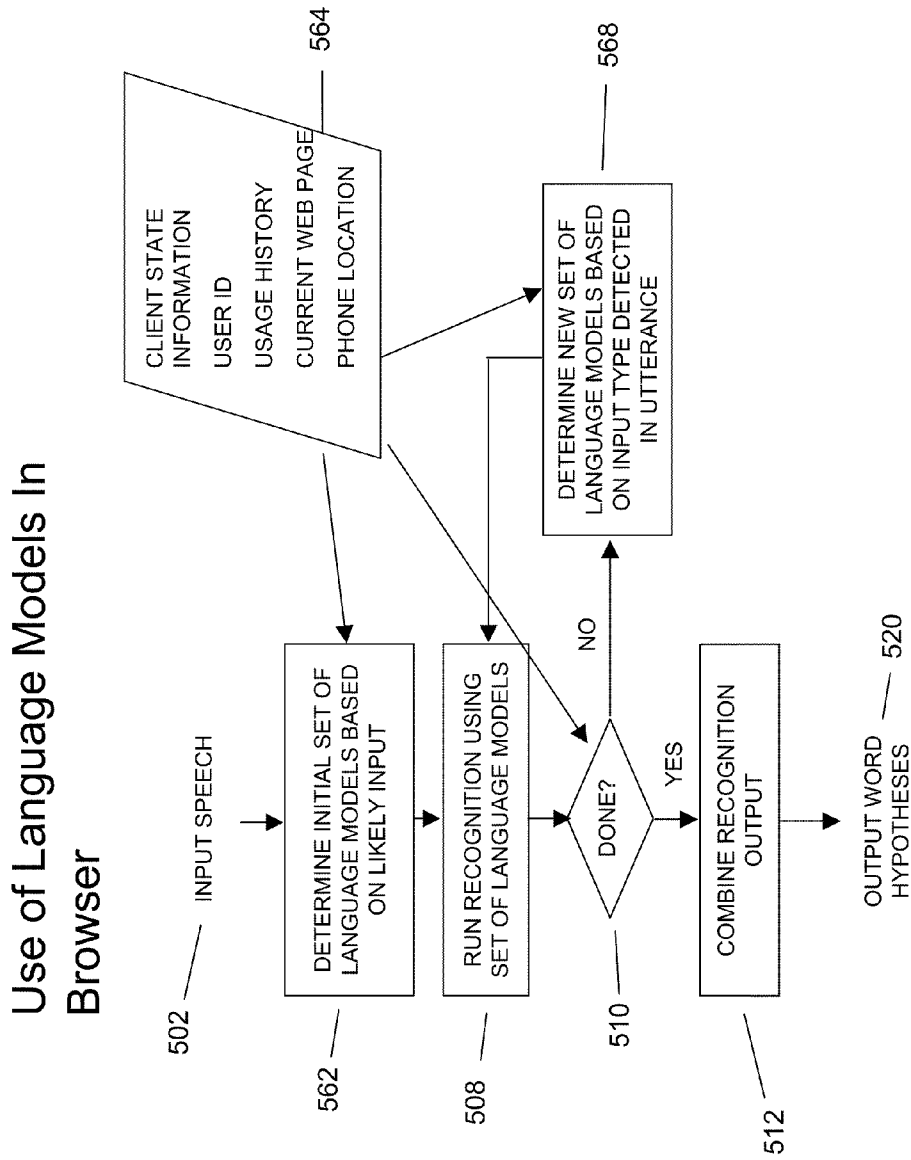 Use of Language Models In
Browser
502
INPUT SPEECH
562
DETERMINE INITIAL SET OF
LANGUAGE MODELS BASED
ON LIKELY INPUT
CLIENT STATE
INFORMATION
USER ID
USAGE HISTORY
CURRENT WEB PAGE
PHONE LOCATION
564
508
RUN RECOGNITION USING
SET OF LANGUAGE MODELS
510
DONE?
NO
YES
DETERMINE NEW SET OF
LANGUAGE MODELS BASED
ON INPUT TYPE DETECTED
IN UTTERANCE
568
512
COMBINE RECOGNITION
OUTPUT
OUTPUT WORD
HYPOTHESES
520